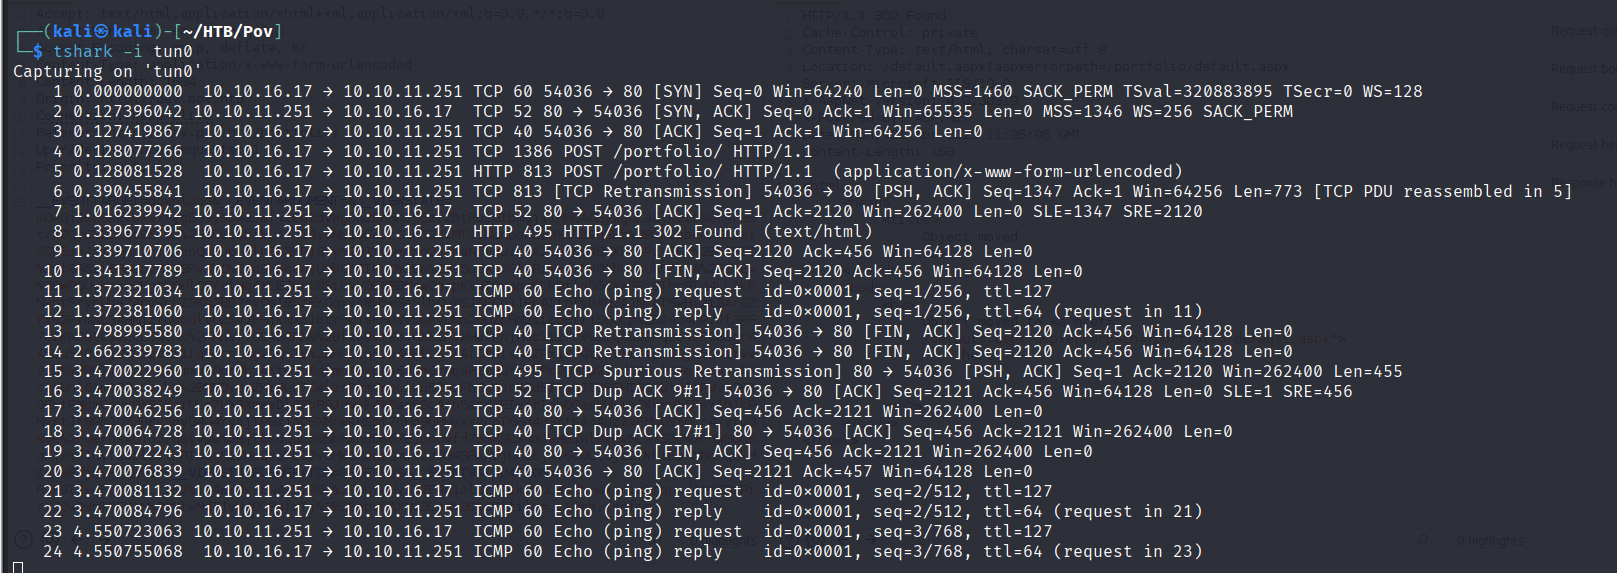 ┌──(kali㉿kali)-[~/HTB/Pov]
└─$ tshark -i tun0
Capturing on 'tun0'
1 0.000000000 10.10.16.17 → 10.10.11.251 TCP 60 54036 → 80 [SYN] Seq=0 Win=64240 Len=0 MSS=1460 SACK_PERM TSval=320883895 TSecr=0 WS=128
2 0.127396042 10.10.11.251 → 10.10.16.17 TCP 52 80 → 54036 [SYN, ACK] Seq=0 Ack=1 Win=65535 Len=0 MSS=1346 WS=256 SACK_PERM
3 0.127419867 10.10.16.17 → 10.10.11.251 TCP 40 54036 → 80 [ACK] Seq=1 Ack=1 Win=64256 Len=0
4 0.128077266 10.10.16.17 → 10.10.11.251 TCP 1386 POST /portfolio/ HTTP/1.1
5 0.128081528 10.10.16.17 → 10.10.11.251 HTTP 813 POST /portfolio/ HTTP/1.1 (application/x-www-form-urlencoded)
6 0.390455841 10.10.16.17 → 10.10.11.251 TCP 813 [TCP Retransmission] 54036 → 80 [PSH, ACK] Seq=1347 Ack=1 Win=64256 Len=773 [TCP PDU reassembled in 5]
7 1.016239942 10.10.11.251 → 10.10.16.17 TCP 52 80 → 54036 [ACK] Seq=1 Ack=2120 Win=262400 Len=0 SLE=1347 SRE=2120
8 1.339677395 10.10.11.251 → 10.10.16.17 HTTP 495 HTTP/1.1 302 Found (text/html)
9 1.339710706 10.10.16.17 → 10.10.11.251 TCP 40 54036 → 80 [ACK] Seq=2120 Ack=456 Win=64128 Len=0
10 1.341317789 10.10.16.17 → 10.10.11.251 TCP 40 54036 → 80 [FIN, ACK] Seq=2120 Ack=456 Win=64128 Len=0
11 1.372321034 10.10.11.251 → 10.10.16.17 ICMP 60 Echo (ping) request id=0×0001, seq=1/256, ttl=127
12 1.372381060 10.10.16.17 → 10.10.11.251 ICMP 60 Echo (ping) reply id=0×0001, seq=1/256, ttl=64 (request in 11)
13 1.798995580 10.10.16.17 → 10.10.11.251 TCP 40 [TCP Retransmission] 54036 → 80 [FIN, ACK] Seq=2120 Ack=456 Win=64128 Len=0
14 2.662339783 10.10.16.17 → 10.10.11.251 TCP 40 [TCP Retransmission] 54036 → 80 [FIN, ACK] Seq=2120 Ack=456 Win=64128 Len=0
15 3.470022960 10.10.11.251 → 10.10.16.17 TCP 495 [TCP Spurious Retransmission] 80 → 54036 [PSH, ACK] Seq=1 Ack=2120 Win=262400 Len=455
16 3.470038249 10.10.16.17 → 10.10.11.251 TCP 52 [TCP Dup ACK 9#1] 54036 → 80 [ACK] Seq=2121 Ack=456 Win=64128 Len=0 SLE=1 SRE=456
17 3.470046256 10.10.11.251 → 10.10.16.17 TCP 40 80 → 54036 [ACK] Seq=456 Ack=2121 Win=262400 Len=0
18 3.470064728 10.10.11.251 → 10.10.16.17 TCP 40 [TCP Dup ACK 17#1] 80 → 54036 [ACK] Seq=456 Ack=2121 Win=262400 Len=0
19 3.470072243 10.10.11.251 → 10.10.16.17 TCP 40 80 → 54036 [FIN, ACK] Seq=456 Ack=2121 Win=262400 Len=0
20 3.470076839 10.10.16.17 → 10.10.11.251 TCP 40 54036 → 80 [ACK] Seq=2121 Ack=457 Win=64128 Len=0
21 3.470081132 10.10.11.251 → 10.10.16.17 ICMP 60 Echo (ping) request id=0×0001, seq=2/512, ttl=127
22 3.470084796 10.10.16.17 → 10.10.11.251 ICMP 60 Echo (ping) reply id=0×0001, seq=2/512, ttl=64 (request in 21)
23 4.550723063 10.10.11.251 → 10.10.16.17 ICMP 60 Echo (ping) request id=0×0001, seq=3/768, ttl=127
24 4.550755068 10.10.16.17 → 10.10.11.251 ICMP 60 Echo (ping) reply id=0×0001, seq=3/768, ttl=64 (request in 23)